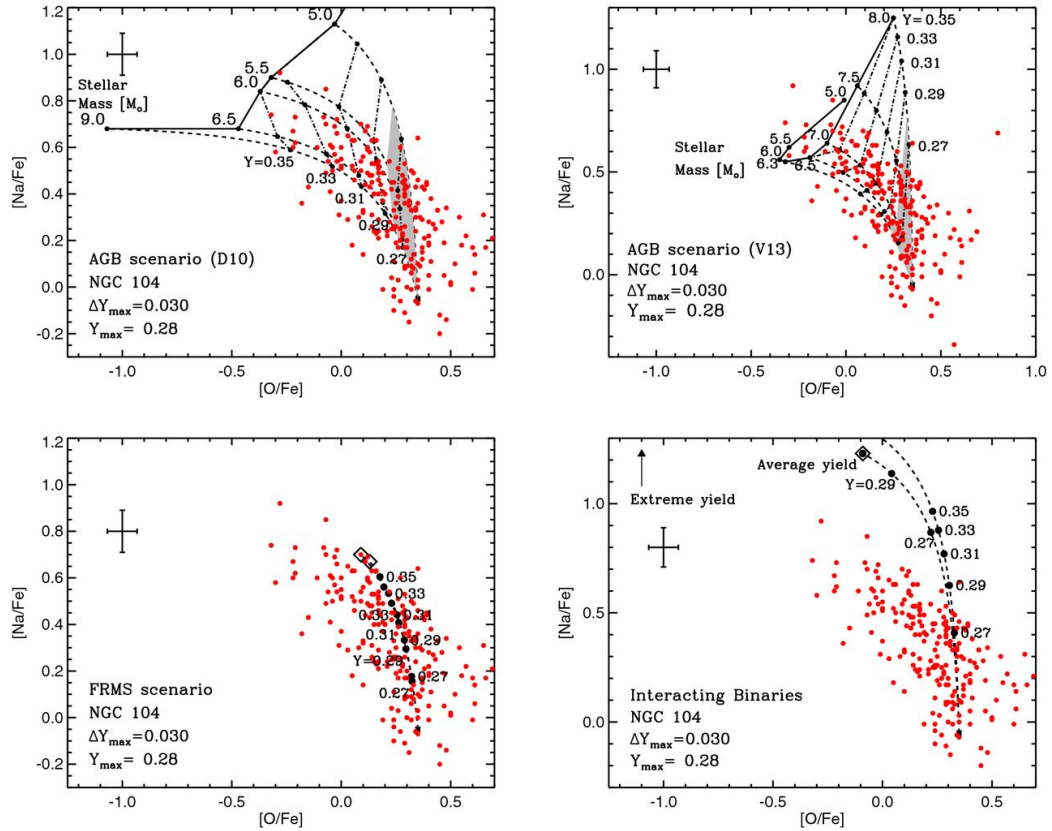 5.0
1.2
1.0
0.8
0.6
0.4
0.2
0.0
-0.2
[Na/Fe]
5.5
6.0
Stellar
Mass [M₀]
9.0
6.5
Y=0.35
0.33
0.31
0.29
0.27
AGB scenario (D10)
NGC 104
ΔYmax=0.030
Ymax= 0.28
-1.0
-0.5
0.0
0.5
[O/Fe]
8.0
Y= 0.35
0.33
0.31
0.29
0.27
7.5
5.0
7.0
5.5
6.0
6.3
6.5
Stellar
Mass [M₀]
1.0
0.5
0.0
[Na/Fe]
AGB scenario (V13)
NGC 104
ΔYmax=0.030
Ymax= 0.28
-1.0
-0.5
0.0
0.5
1.0
[O/Fe]
1.0
0.8
0.6
0.4
0.2
0.0
-0.2
[Na/Fe]
0.35
0.33
0.33
0.31
0.31
0.29
Y=0.29
0.27
0.27
FRMS scenario
NGC 104
ΔYmax=0.030
Ymax= 0.28
-1.0
-0.5
0.0
0.5
[O/Fe]
Average yield
Y=0.29
Extreme yield
0.35
0.33
0.27
0.31
0.29
0.27
1.0
0.5
0.0
[Na/Fe]
Interacting Binaries
NGC 104
ΔYmax=0.030
Ymax= 0.28
-1.0
-0.5
0.0
0.5
[O/Fe]